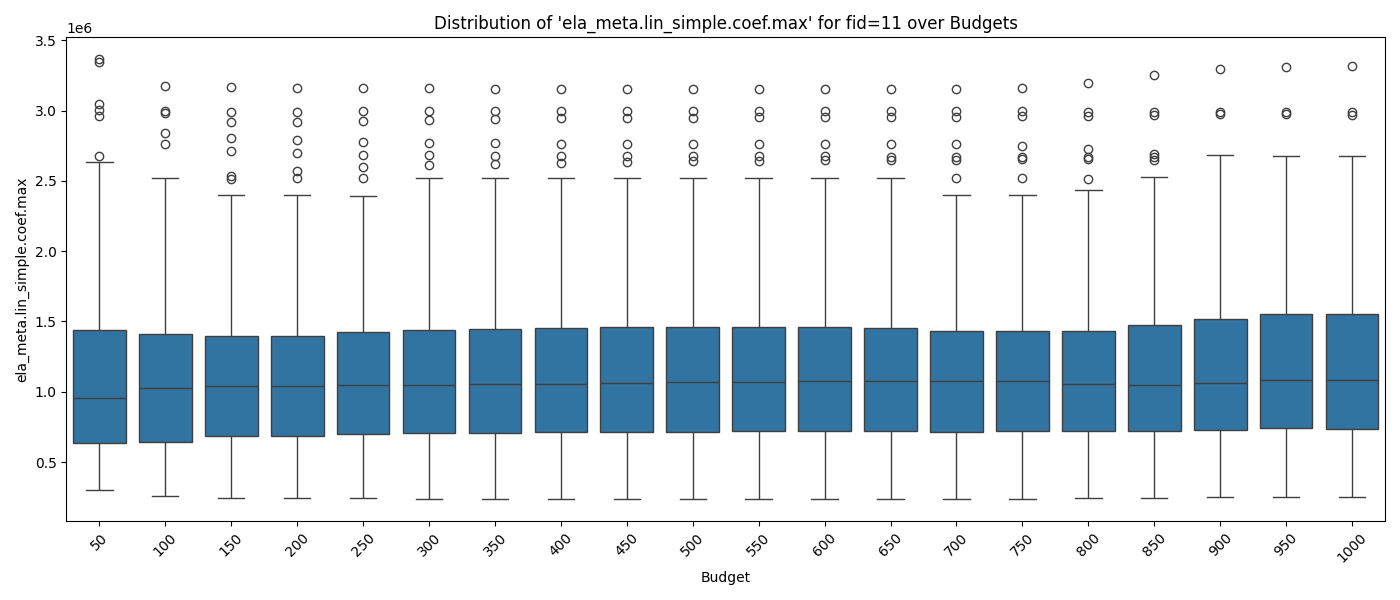 Distribution of 'ela_meta.lin_simple.coef.max' for fid=11 over Budgets
1e6
3.5
3.0
2.5
2.0
1.5
1.0
0.5
ela_meta.lin_simple.coef.max
50 100 150 200 250 300 350 400 450 500 550 600 650 700 750 800 850 900 950 1000
Budget